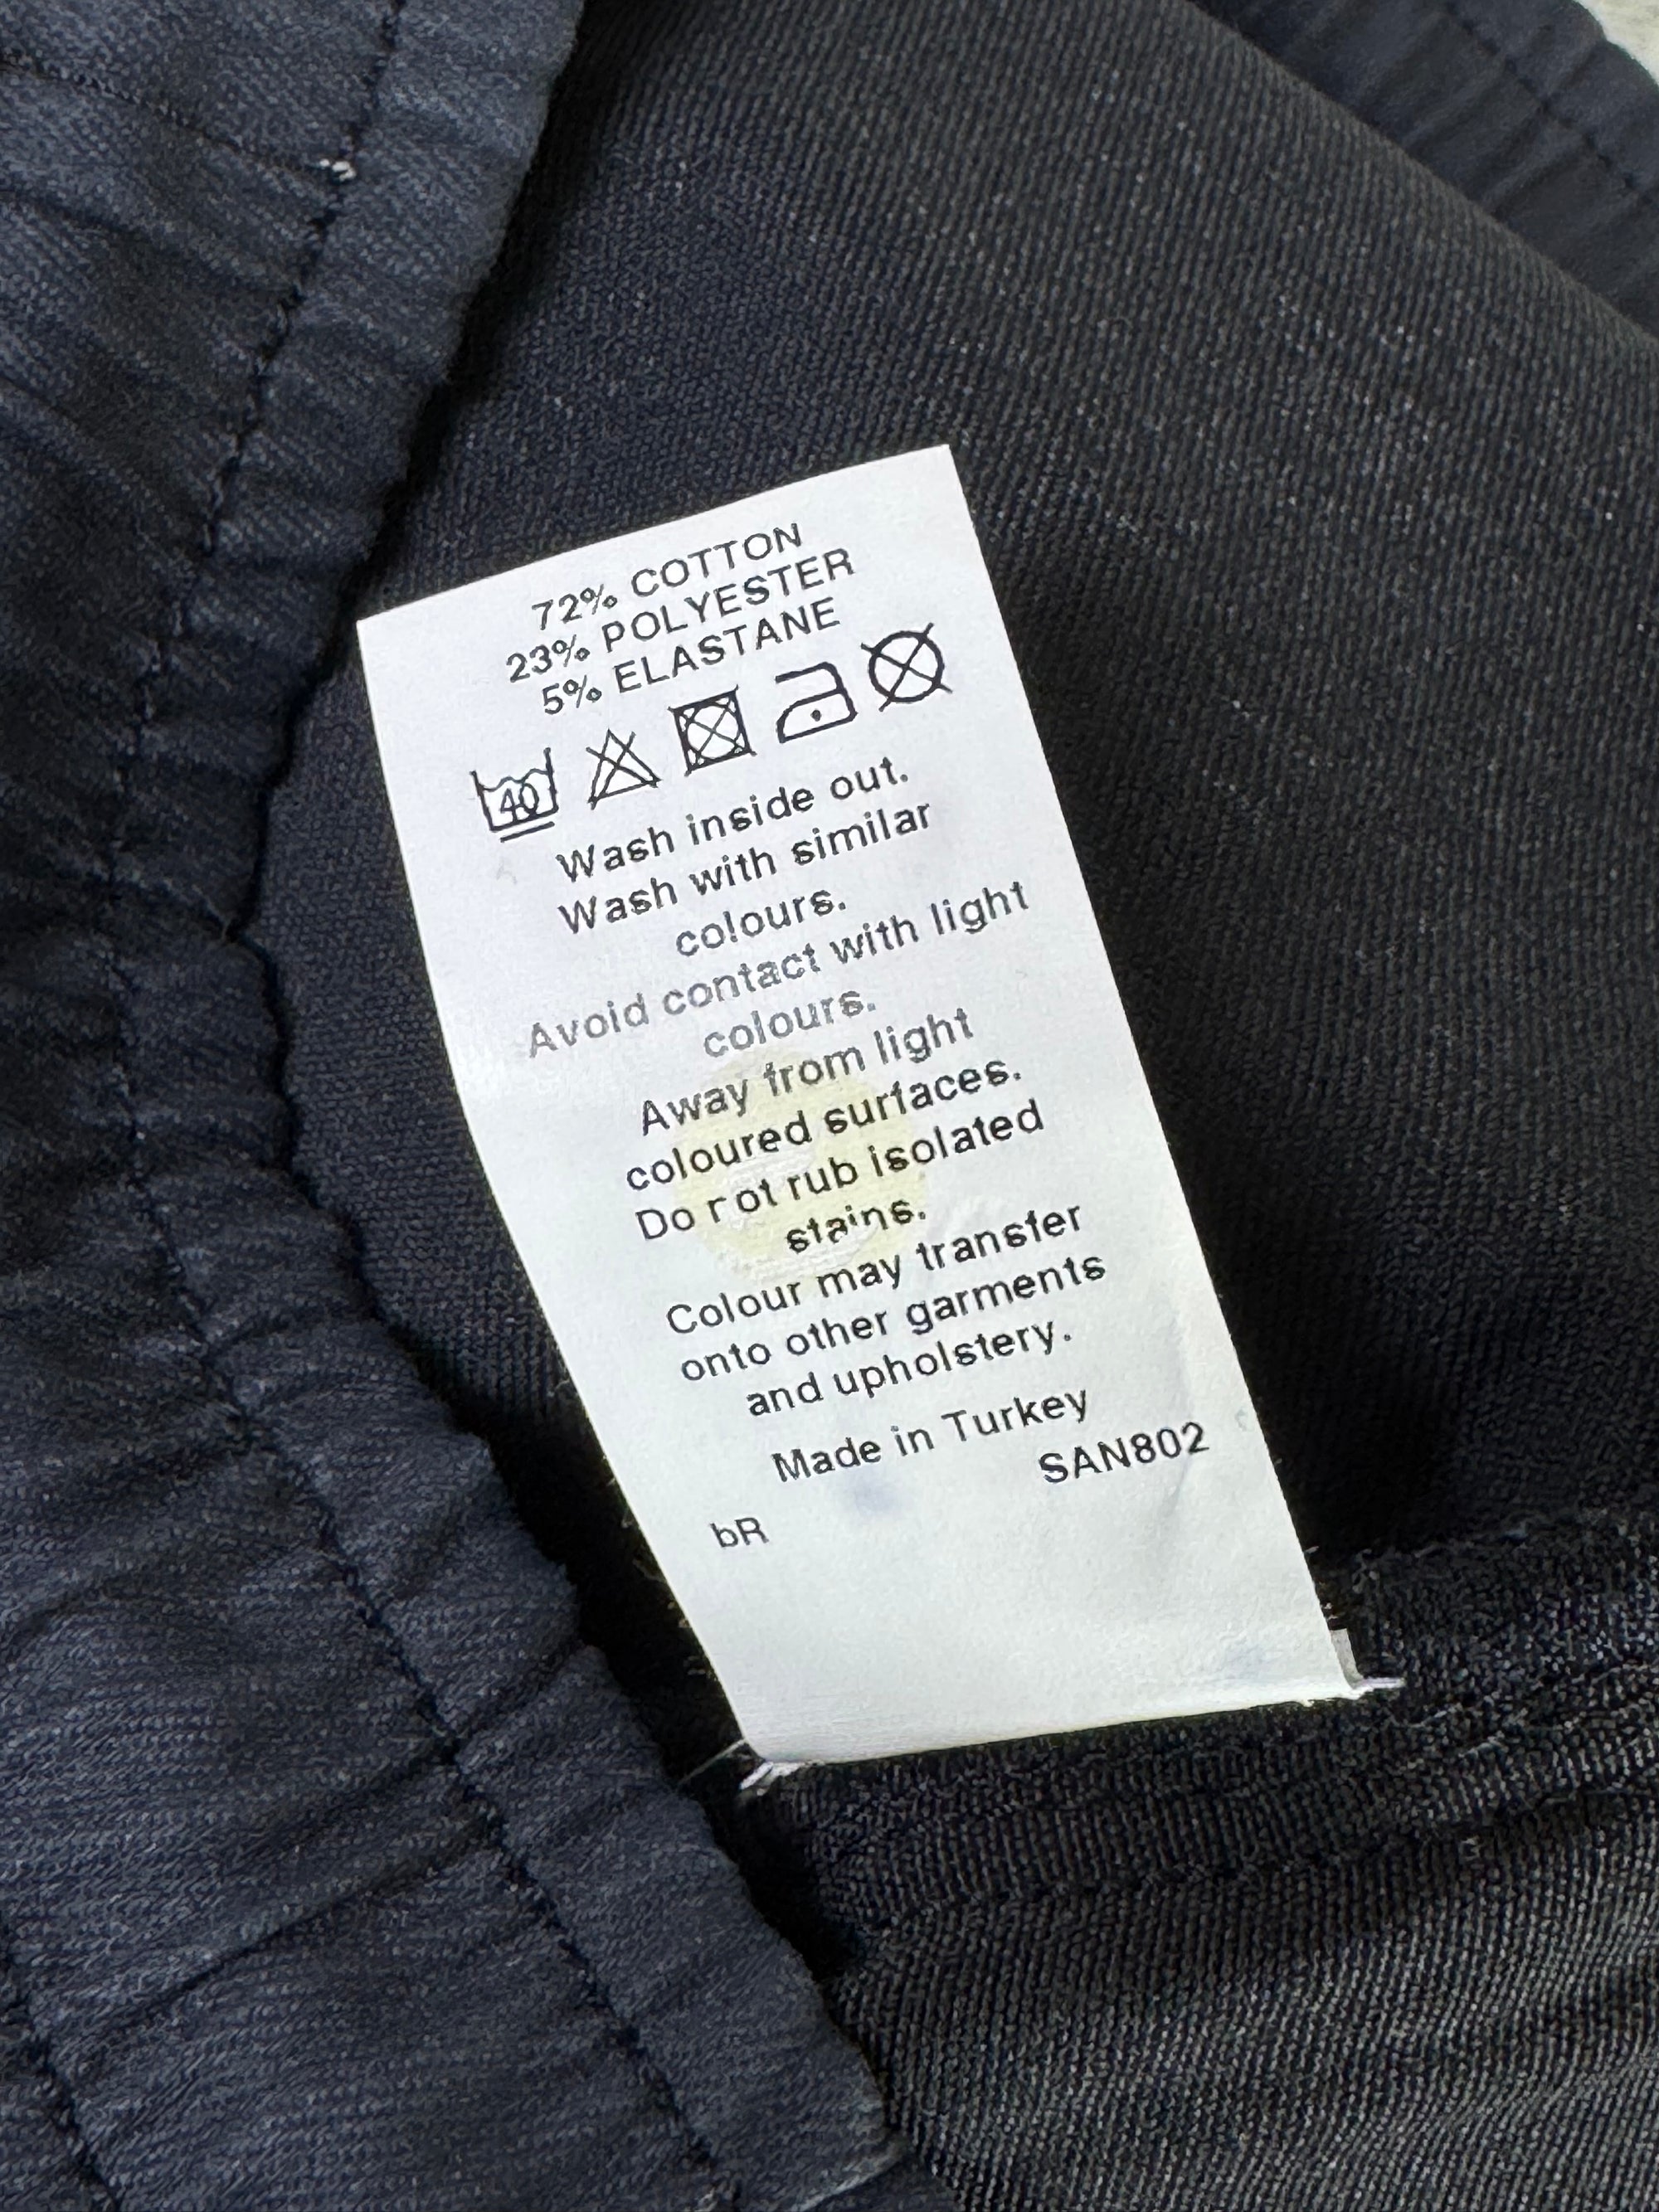 72% COTTON
23% POLYESTER
5% ELASTANE
40
Wash inside out.
Wash with similar
colours.
Avoid contact with light
colours.
Away from light
coloured surfaces.
Do not rub isolated
stains.
Colour may transfer
onto other garments
and upholstery.
Made in Turkey
SAN802
bR